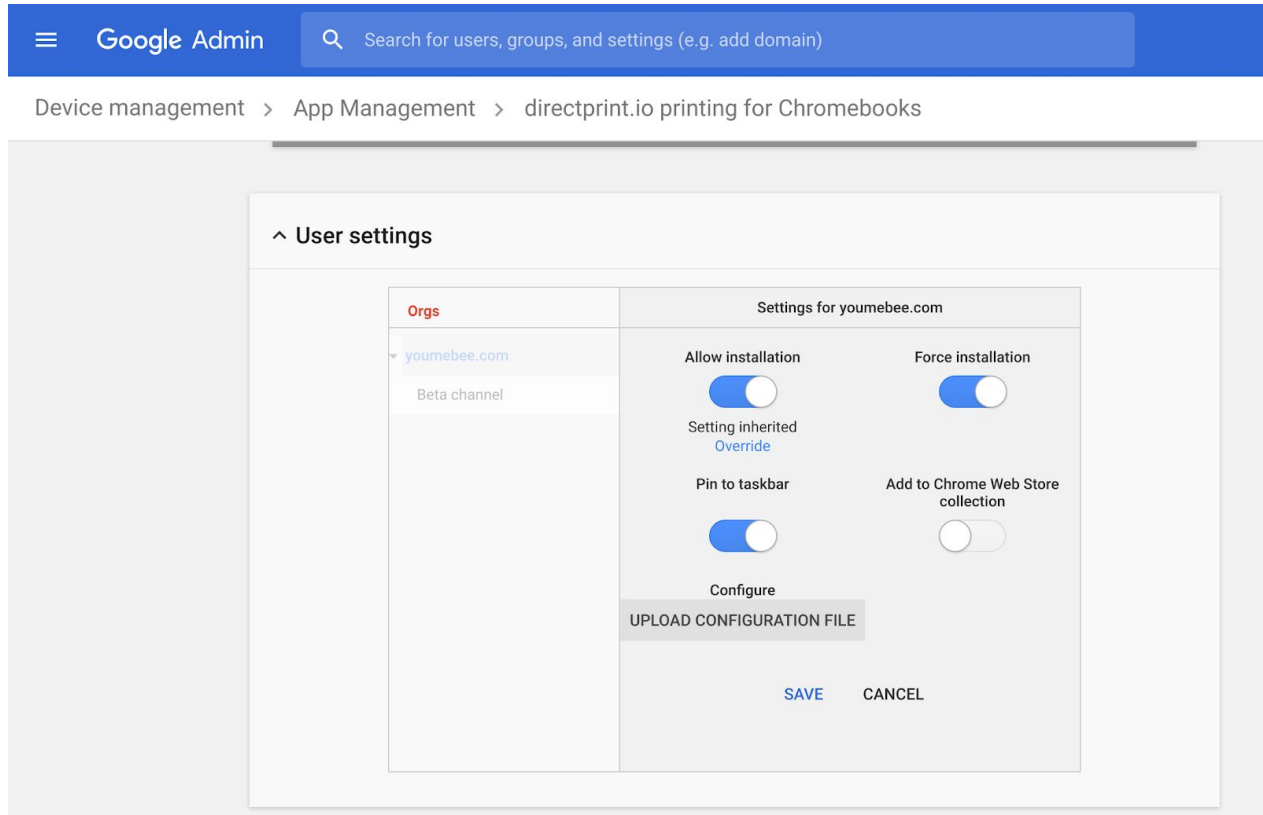 Google Admin
Search for users, groups, and settings (e.g. add domain)
Device management > App Management > directprint.io printing for Chromebooks
User settings
Orgs
youmebee.com
Beta channel
Settings for youmebee.com
Allow installation
Force installation
Setting inherited
Override
Pin to taskbar
Add to Chrome Web Store
collection
Configure
UPLOAD CONFIGURATION FILE
SAVE
CANCEL